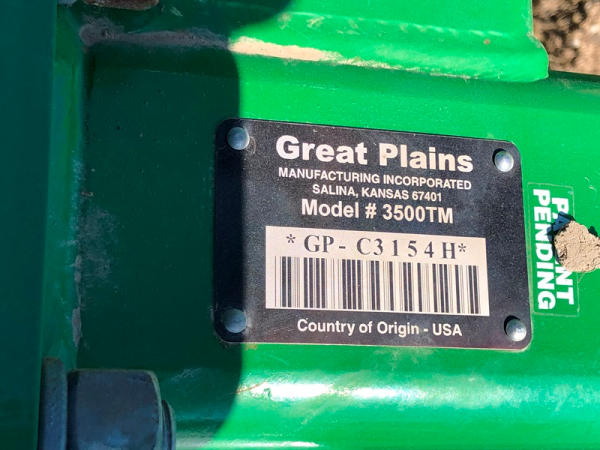 Great Plains
MANUFACTURING INCORPORATED
SALINA, KANSAS 67401
Model # 3500TM
*GP-C3154H*
Country of Origin - USA
PENDING